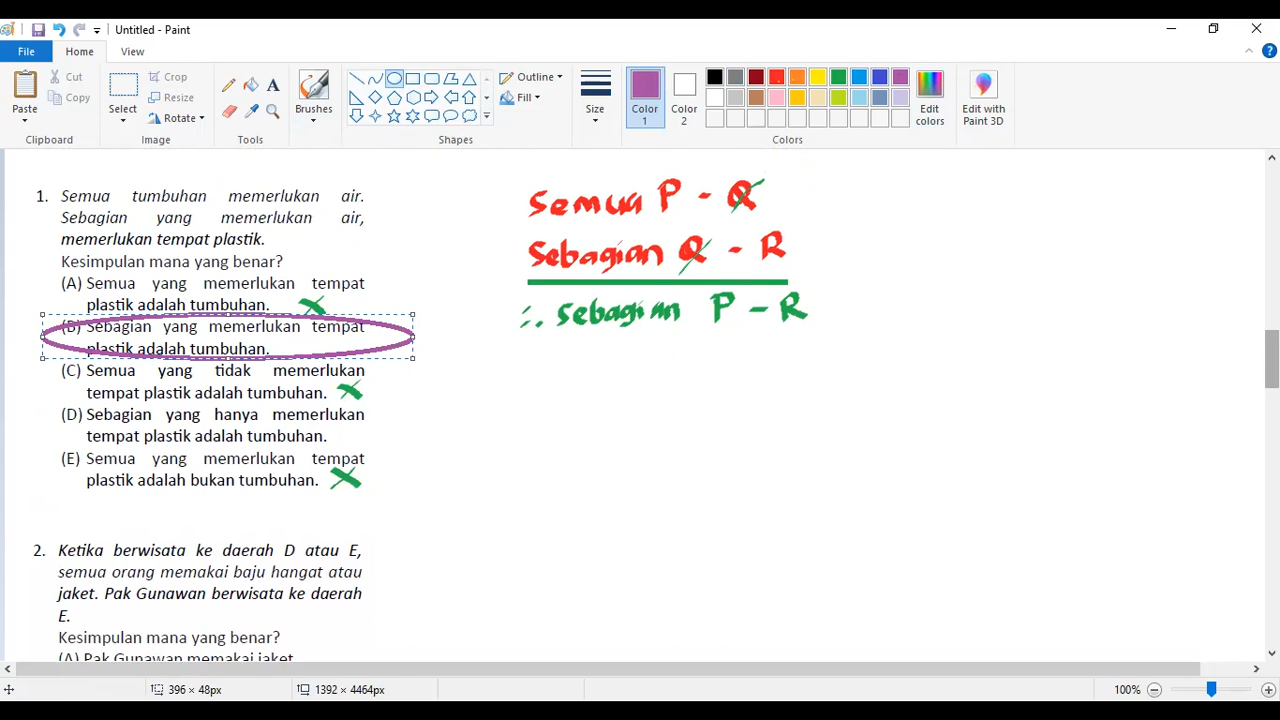 Untitled - Paint
File Home View
Paste
Cut
Copy
Clipboard
Select
Crop
Resize
Rotate
Image
A
Tools
Brushes
Outline
Fill
Shapes
Size
Color 1
Color 2
Edit colors
Colors
Edit with Paint 3D
1. Semua tumbuhan memerlukan air.
Sebagian yang memerlukan air,
memerlukan tempat plastik.
Kesimpulan mana yang benar?
(A) Semua yang memerlukan tempat
plastik adalah tumbuhan.
(B) Sebagian yang memerlukan tempat
plastik adalah tumbuhan.
(C) Semua yang tidak memerlukan
tempat plastik adalah tumbuhan.
(D) Sebagian yang hanya memerlukan
tempat plastik adalah tumbuhan.
(E) Semua yang memerlukan tempat
plastik adalah bukan tumbuhan.
2. Ketika berwisata ke daerah D atau E,
semua orang memakai baju hangat atau
jaket. Pak Gunawan berwisata ke daerah
E.
Kesimpulan mana yang benar?
(A) Pak Gunawan memakai jaket
Semua P - Q
Sebagian Q - R
∴ sebagian P - R
396 × 48px
1392 × 4464px
100%